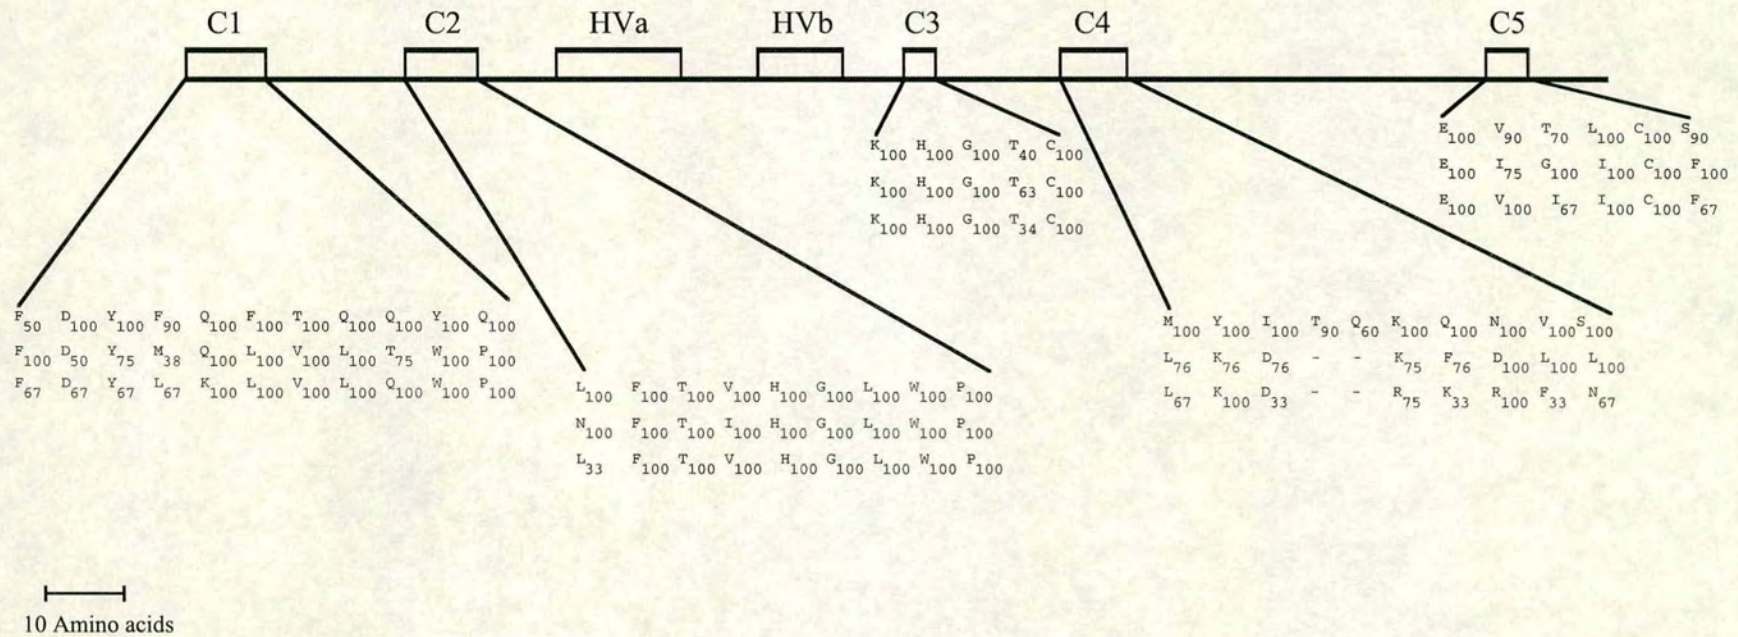 C1 C2 HVa HVb C3 C4 C5
E100 V90 T70 L100 C100 S90
E100 I75 G100 I100 C100 F100
E100 V100 I67 I100 C100 F67
K100 H100 G100 T40 C100
K100 H100 G100 T63 C100
K100 H100 G100 T34 C100
F50 D100 Y100 F90 Q100 F100 T100 Q100 Q100 Y100 Q100
F100 D50 Y75 M38 Q100 L100 V100 L100 T75 W100 P100
F67 D67 Y67 L67 K100 L100 V100 L100 Q100 W100 P100
L100 F100 T100 V100 H100 G100 L100 W100 P100
N100 F100 T100 I100 H100 G100 L100 W100 P100
L33 F100 T100 V100 H100 G100 L100 W100 P100
M100 Y100 I100 T90 Q60 K100 Q100 N100 V100 S100
L76 K76 D76 - - K75 F76 D100 L100 L100
L67 K100 D33 - - R75 K33 R100 F33 N67
10 Amino acids